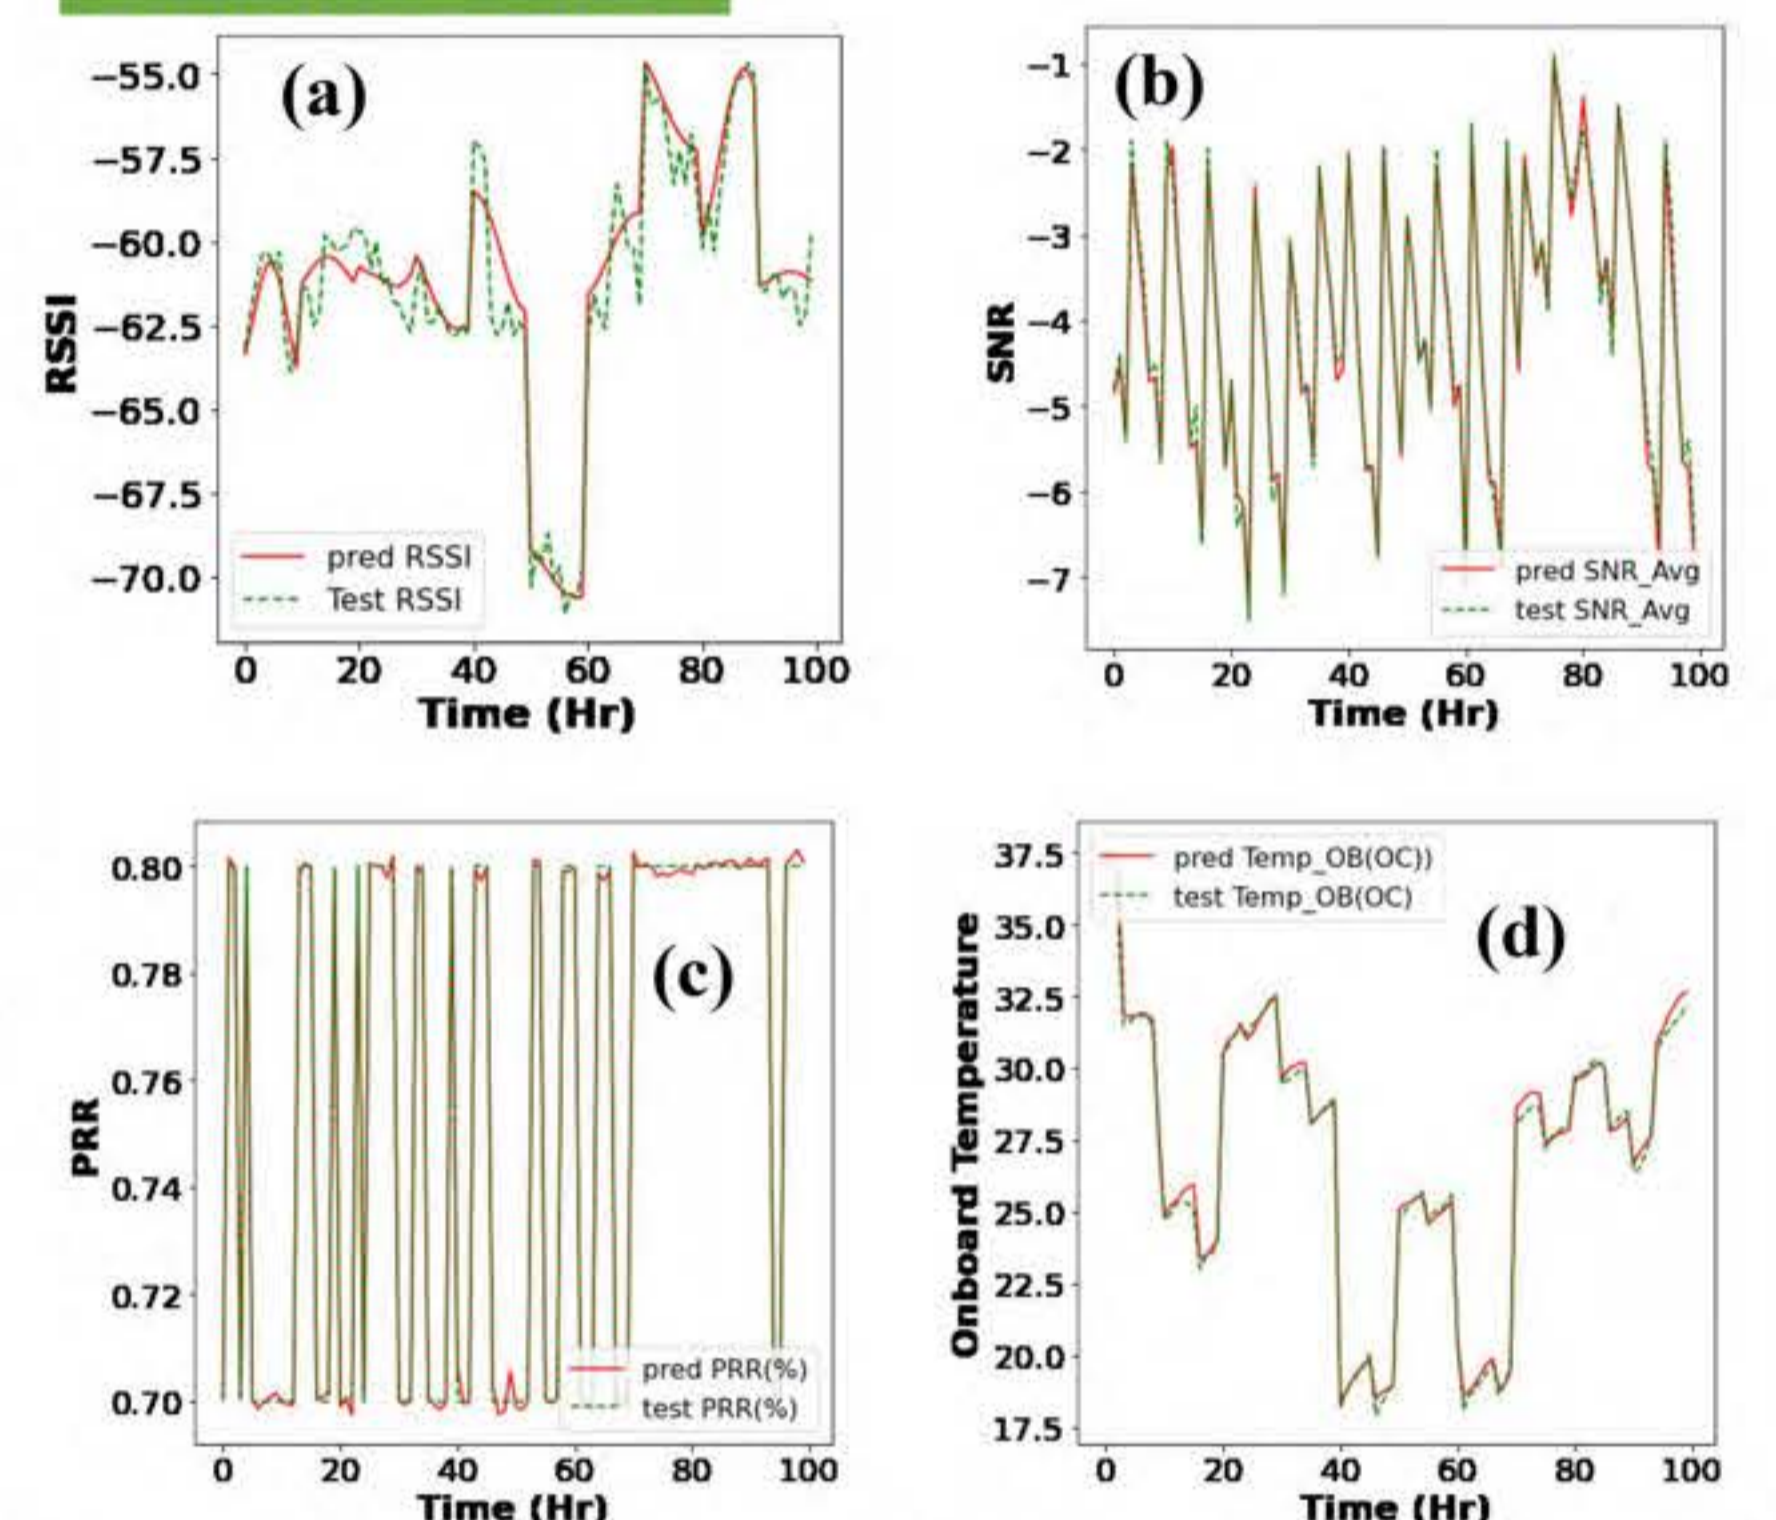 (a)
−55.0
−57.5
−60.0
−62.5
−65.0
−67.5
−70.0
RSSI
pred RSSI
Test RSSI
0 20 40 60 80 100
Time (Hr)
(b)
−1
−2
−3
−4
−5
−6
−7
SNR
pred SNR_Avg
test SNR_Avg
0 20 40 60 80 100
Time (Hr)
0.80
0.78
0.76
0.74
0.72
0.70
PRR
(c)
pred PRR(%)
test PRR(%)
0 20 40 60 80 100
Time (Hr)
37.5
35.0
32.5
30.0
27.5
25.0
22.5
20.0
17.5
Onboard Temperature
pred Temp_OB(OC))
test Temp_OB(OC)
(d)
0 20 40 60 80 100
Time (Hr)